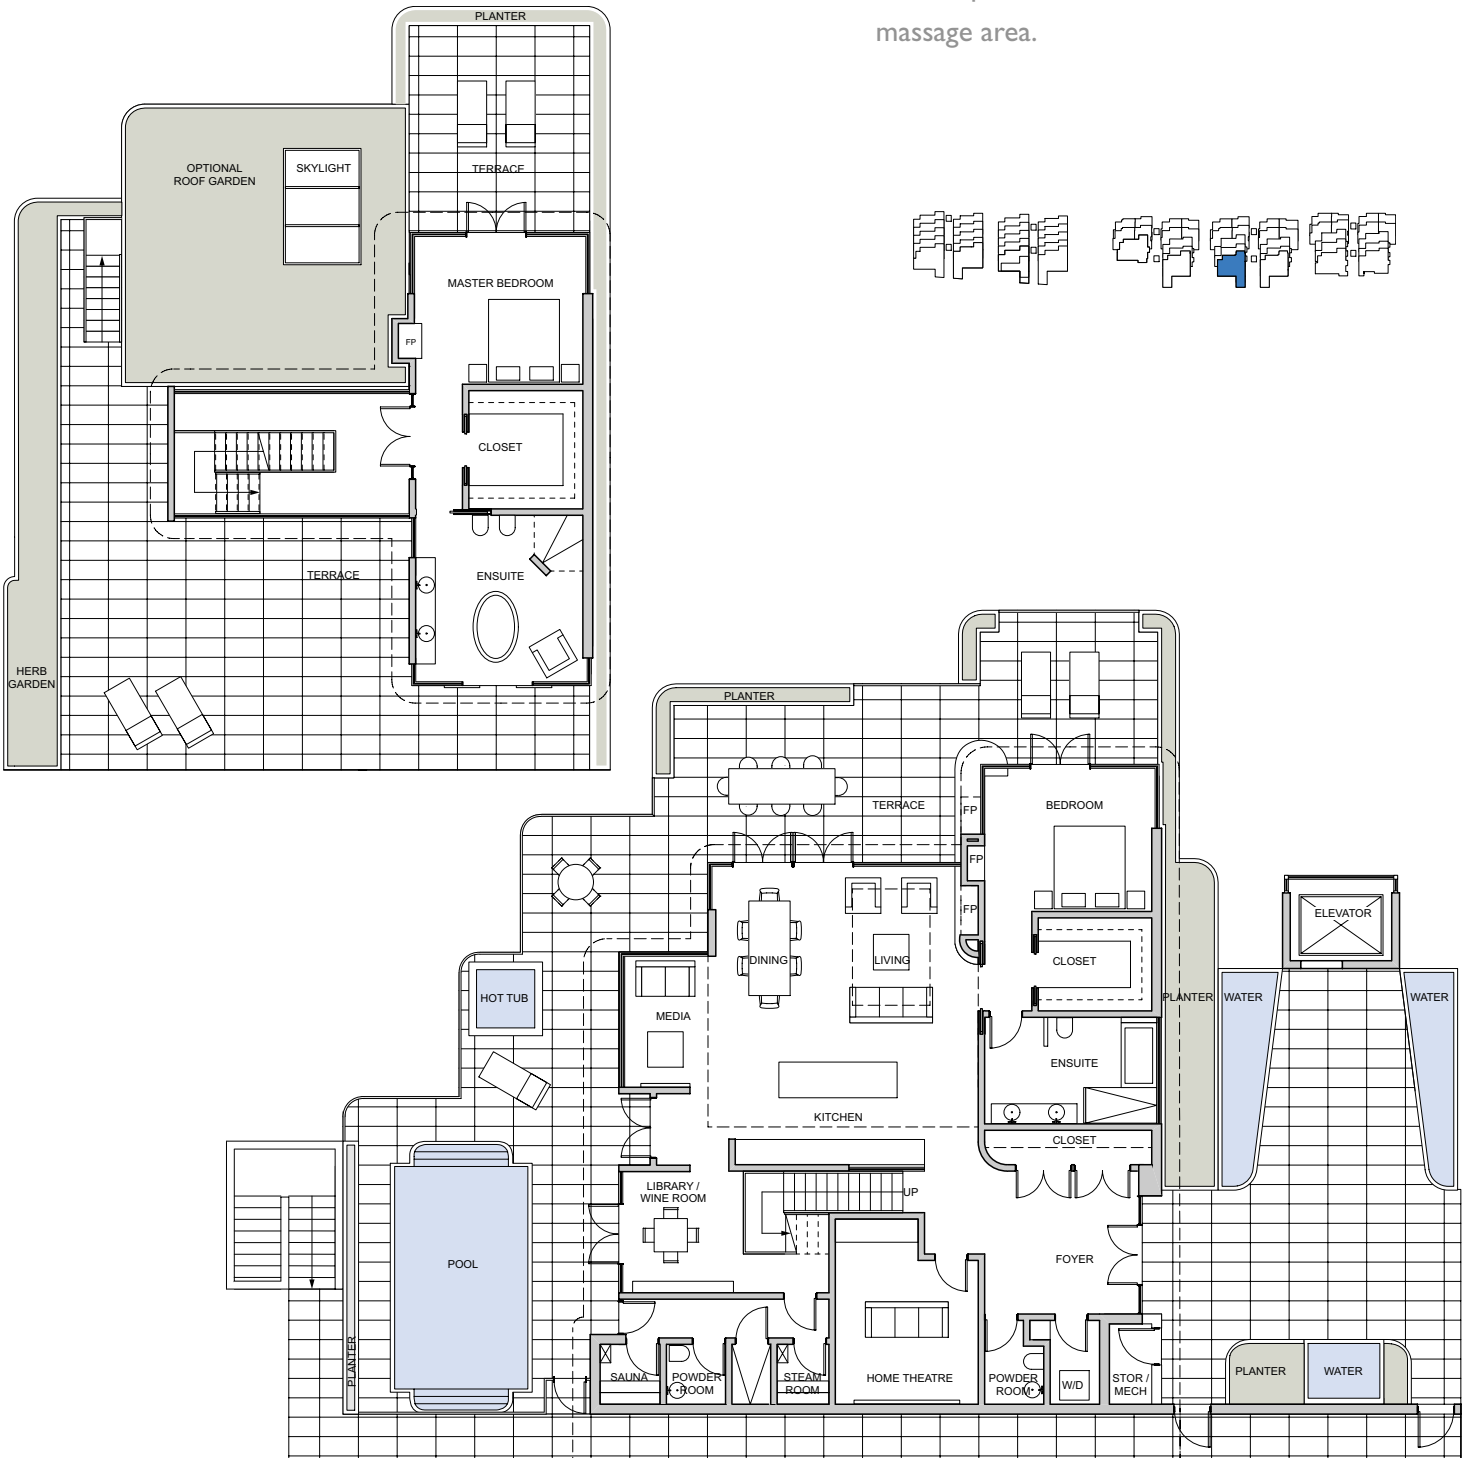 massage area.
PLANTER
OPTIONAL
ROOF GARDEN
SKYLIGHT
TERRACE
MASTER BEDROOM
FP
CLOSET
TERRACE
ENSUITE
HERB
GARDEN
PLANTER
TERRACE
FP
BEDROOM
FP
FP
ELEVATOR
DINING
LIVING
CLOSET
HOT TUB
MEDIA
PLANTER
WATER
WATER
ENSUITE
KITCHEN
CLOSET
LIBRARY /
WINE ROOM
UP
POOL
FOYER
PLANTER
SAUNA
POWDER
ROOM
STEAM
ROOM
HOME THEATRE
POWDER
ROOM
W/D
STOR /
MECH
PLANTER
WATER